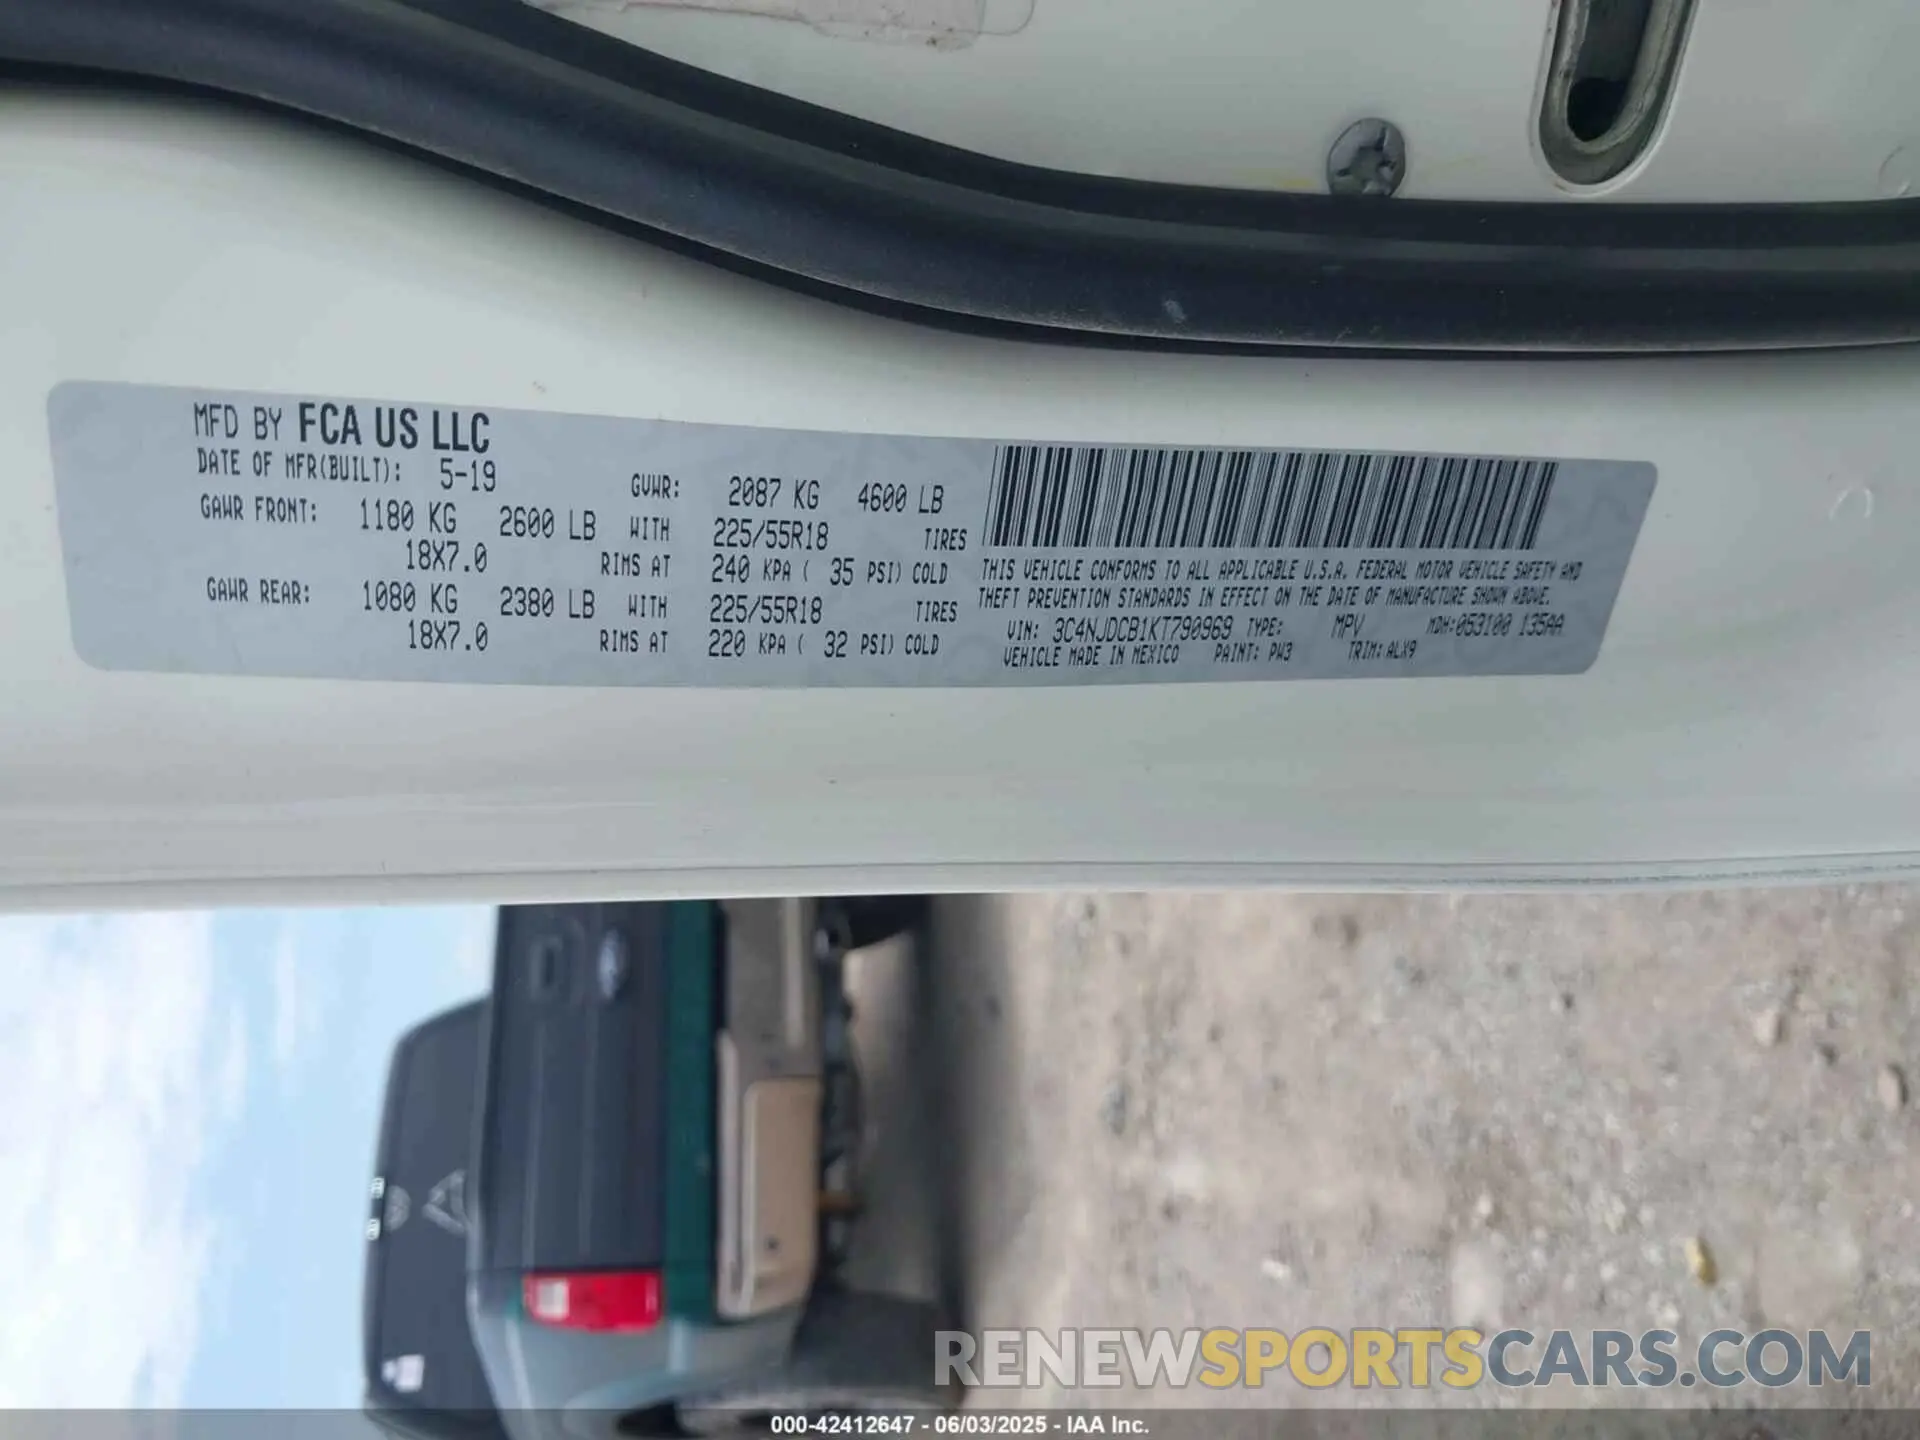 MFD BY FCA US LLC
DATE OF MFR(BUILT): 5-19 GVWR: 2087 KG 4600 LB
GAWR FRONT: 1180 KG 2600 LB WITH 225/55R18 TIRES
18X7.0 RIMS AT 240 KPA ( 35 PSI) COLD
GAWR REAR: 1080 KG 2380 LB WITH 225/55R18 TIRES
18X7.0 RIMS AT 220 KPA ( 32 PSI) COLD
THIS VEHICLE CONFORMS TO ALL APPLICABLE U.S.A. FEDERAL MOTOR VEHICLE SAFETY AND
THEFT PREVENTION STANDARDS IN EFFECT ON THE DATE OF MANUFACTURE SHOWN ABOVE.
VIN: 3C4NJDCB1KT790969 TYPE: MPV MDH:053100 135AA
VEHICLE MADE IN MEXICO PAINT: PW3 TRIM: ALX9
RENEWSPORTSCARS.COM
000-42412647 - 06/03/2025 - IAA Inc.